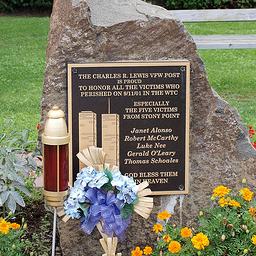 THE CHARLES R. LEWIS VFW POST
IS PROUD
TO HONOR ALL THE VICTIMS WHO
PERISHED ON 9/11/01 IN THE WTC
ESPECIALLY
THE FIVE VICTIMS
FROM STONY POINT
Janet Alonso
Robert McCarthy
Luke Nee
Gerald O'Leary
Thomas Schoales
GOD BLESS THEM
IN HEAVEN